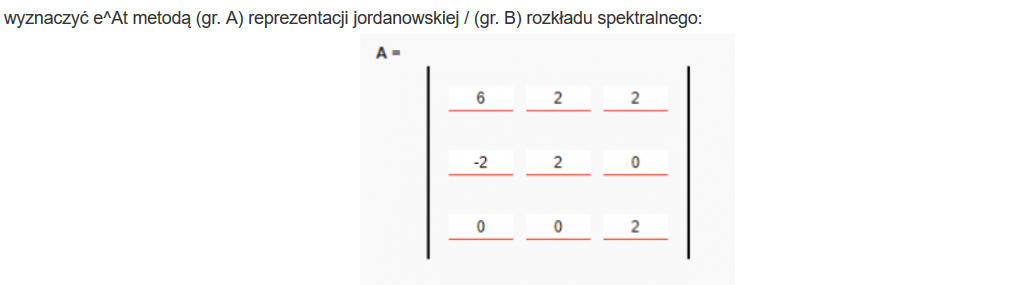 wyznaczyć e^At metodą (gr. A) reprezentacji jordanowskiej / (gr. B) rozkładu spektralnego:
A =
6 2 2
-2 2 0
0 0 2